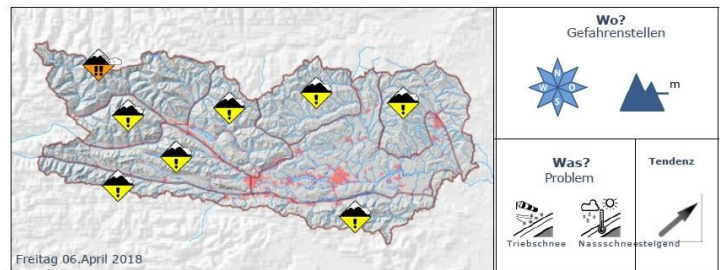 Wo?
Gefahrenstellen
N
W O
S
m
Was?
Problem
Tendenz
Triebschnee Nassschnee steigend
Freitag 06.April 2018